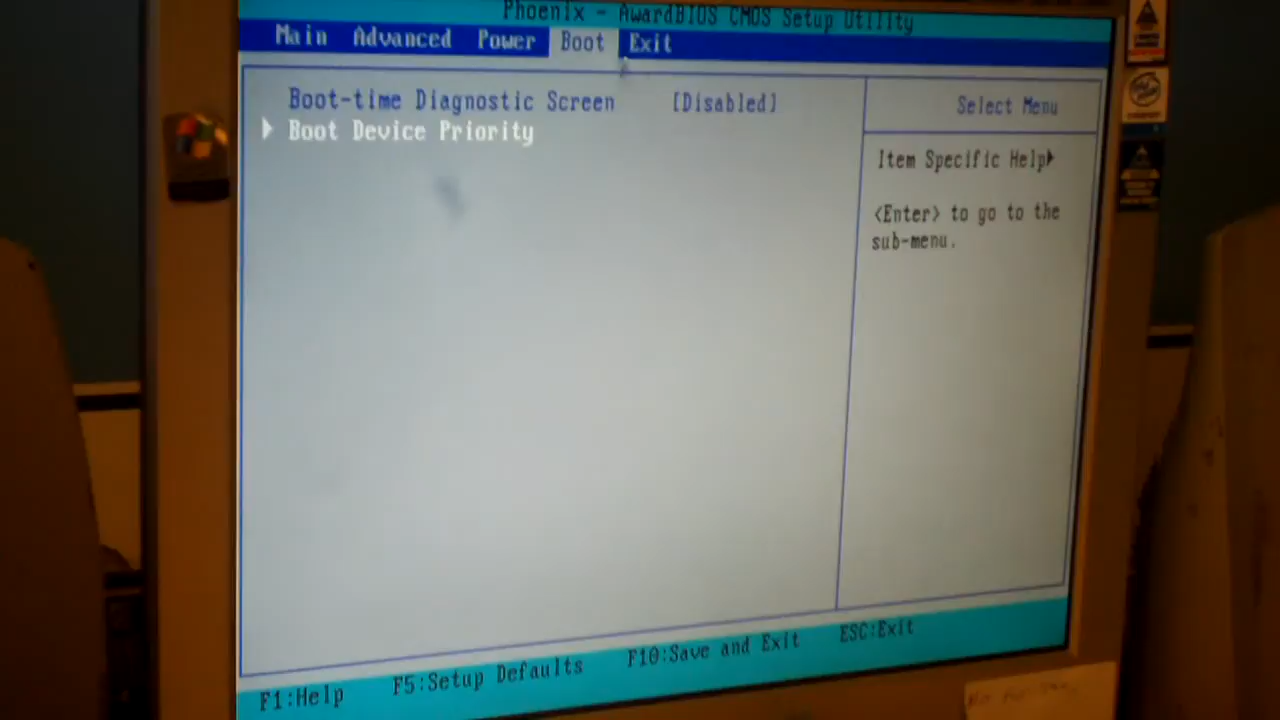 Phoenix - AwardBIOS CMOS Setup Utility
Main Advanced Power Boot Exit
Boot-time Diagnostic Screen [Disabled]
Boot Device Priority
Select Menu
Item Specific Help
<Enter> to go to the
sub-menu.
F1:Help F5:Setup Defaults F10:Save and Exit ESC:Exit